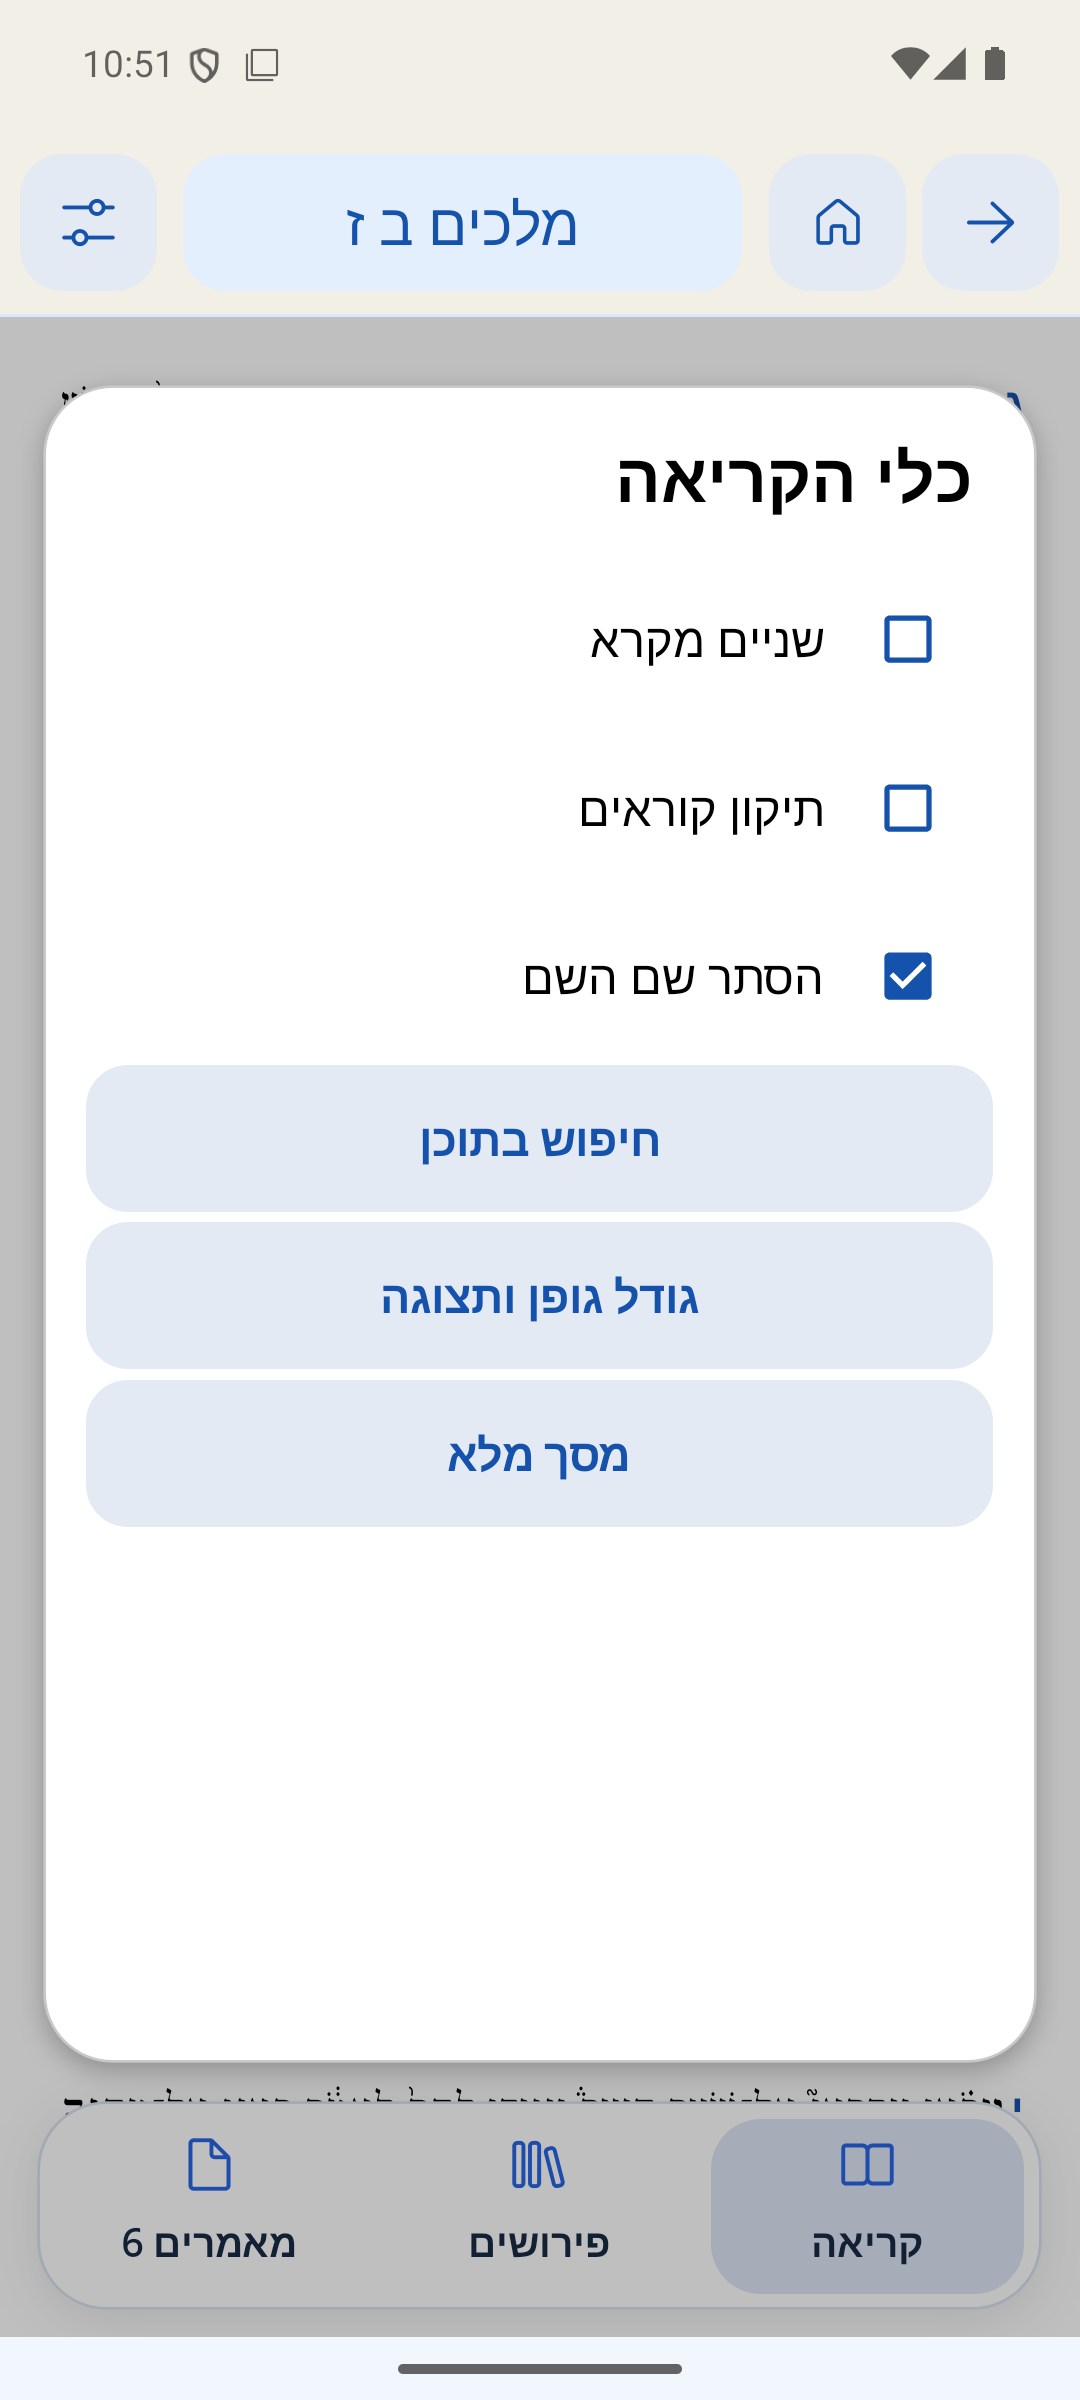 10:51
מלכים ב ז
כלי הקריאה
שניים מקרא
תיקון קוראים
הסתר שם השם
חיפוש בתוכן
גודל גופן ותצוגה
מסך מלא
קריאה
פירושים
מאמרים 6